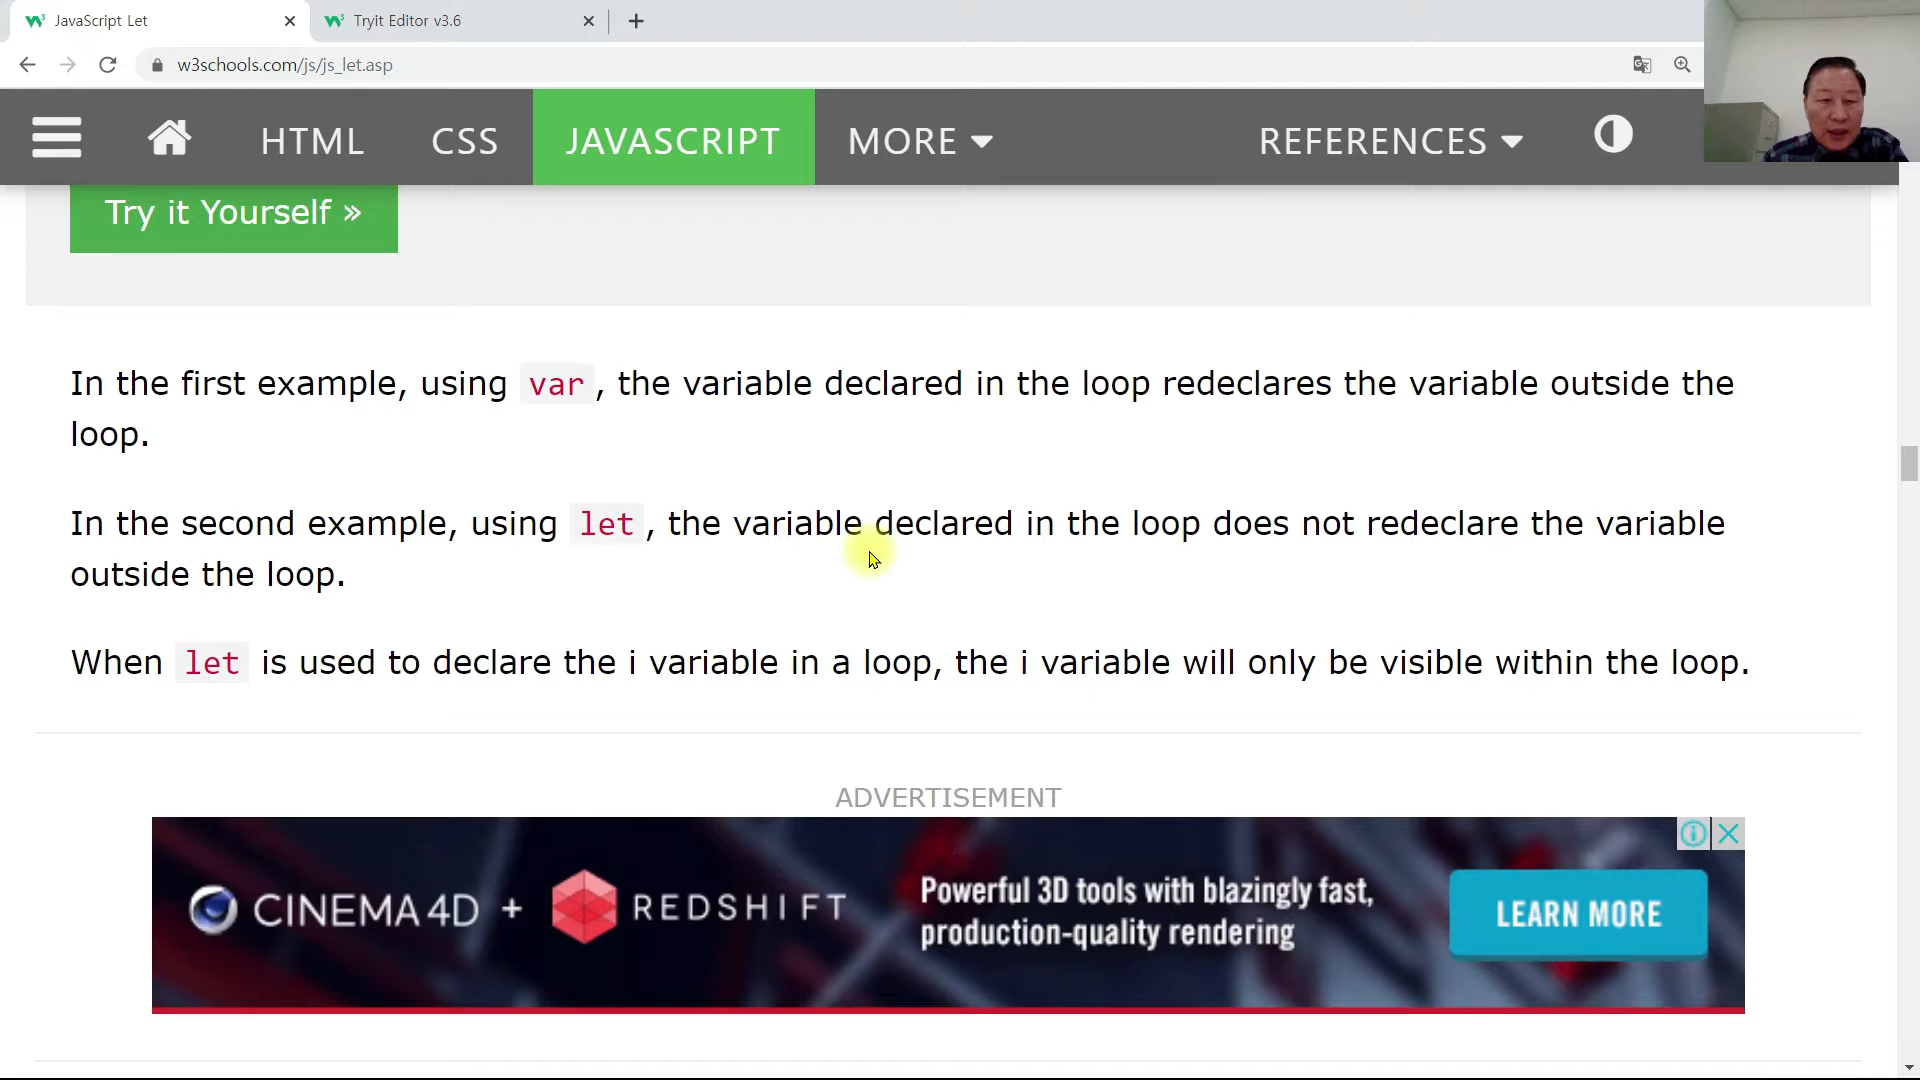 JavaScript Let
Tryit Editor v3.6
w3schools.com/js/js_let.asp
HTML CSS JAVASCRIPT MORE REFERENCES
Try it Yourself »
In the first example, using var, the variable declared in the loop redeclares the variable outside the
loop.
In the second example, using let, the variable declared in the loop does not redeclare the variable
outside the loop.
When let is used to declare the i variable in a loop, the i variable will only be visible within the loop.
ADVERTISEMENT
CINEMA 4D + REDSHIFT
Powerful 3D tools with blazingly fast,
production-quality rendering
LEARN MORE